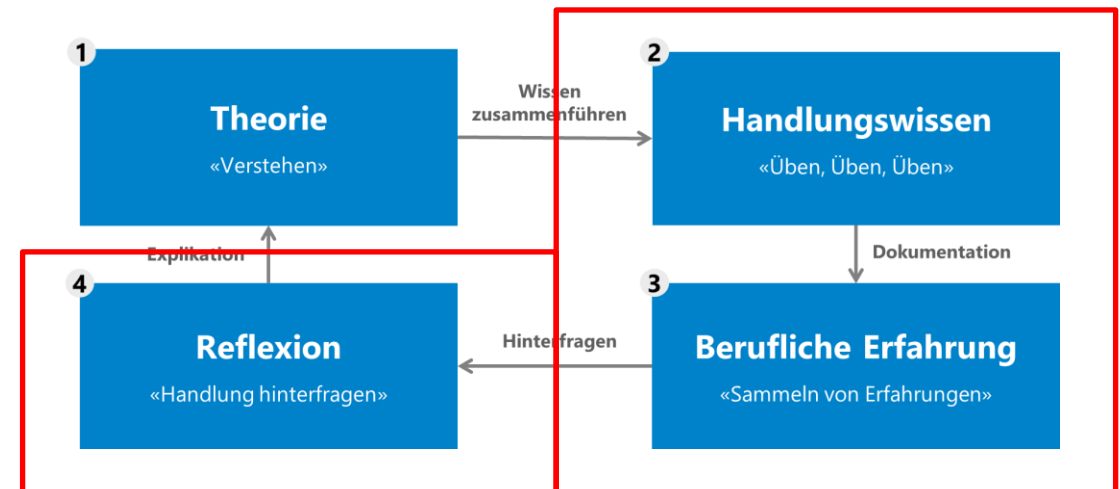 1
Theorie
«Verstehen»
Wissen
zusammenführen
2
Handlungswissen
«Üben, Üben, Üben»
Explikation
Dokumentation
4
Reflexion
«Handlung hinterfragen»
Hinterfragen
3
Berufliche Erfahrung
«Sammeln von Erfahrungen»